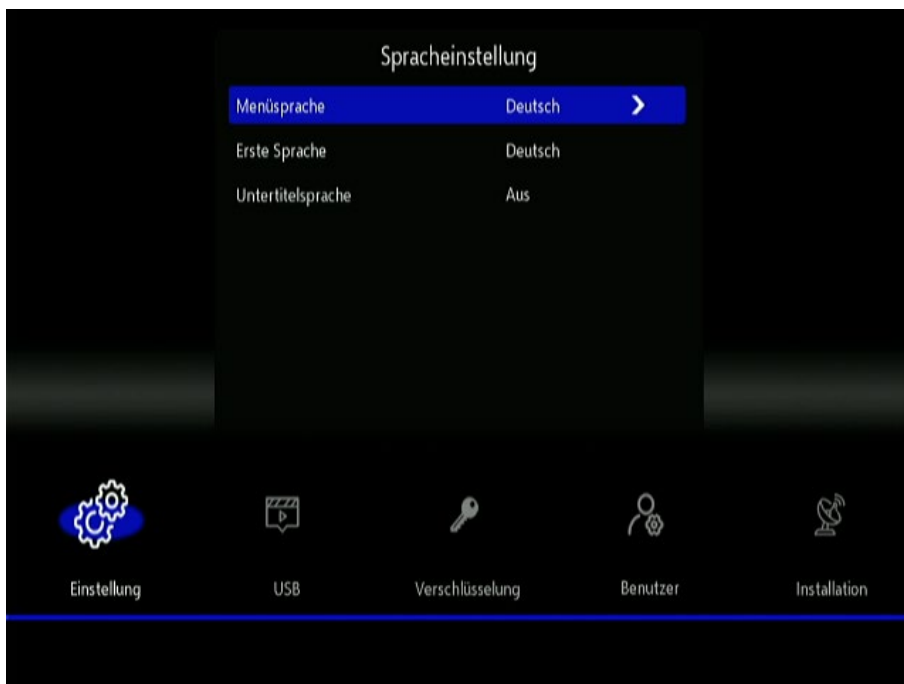 Spracheinstellung
Menüsprache Deutsch
Erste Sprache Deutsch
Untertitelsprache Aus
Einstellung USB Verschlüsselung Benutzer Installation